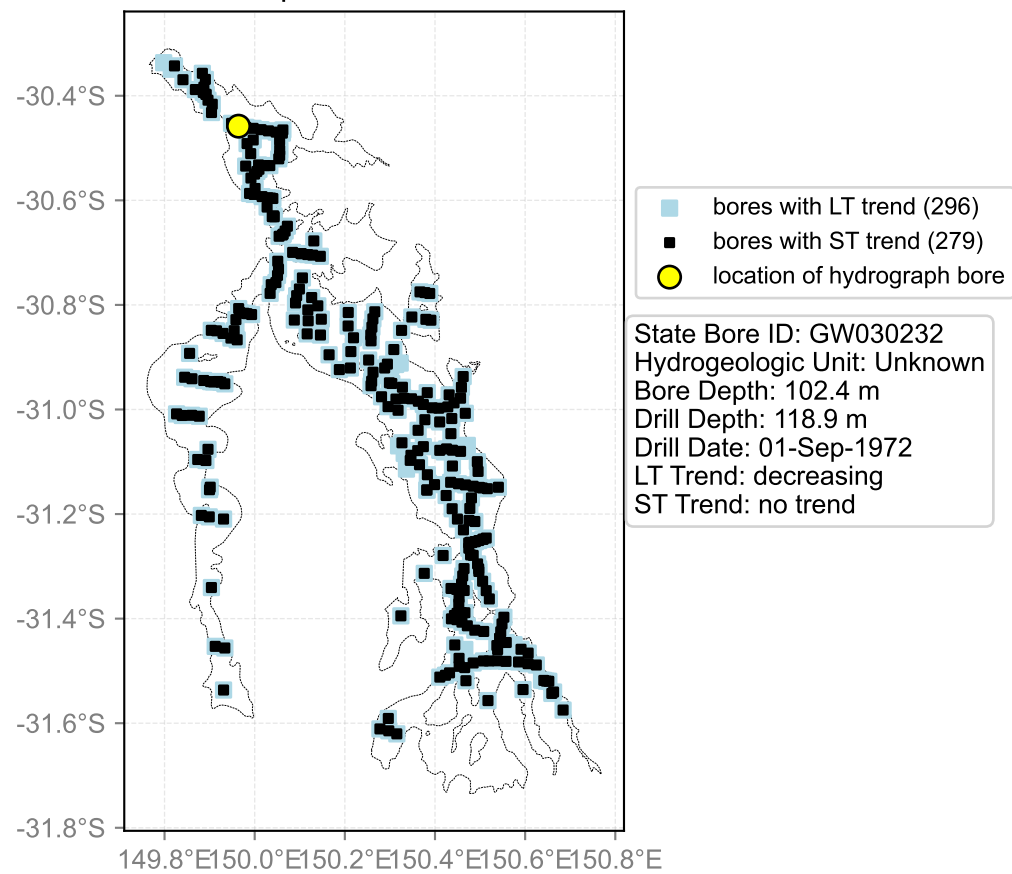 -30.4°S
-30.6°S
-30.8°S
-31.0°S
-31.2°S
-31.4°S
-31.6°S
-31.8°S
149.8°E150.0°E150.2°E150.4°E150.6°E150.8°E
bores with LT trend (296)
bores with ST trend (279)
location of hydrograph bore
State Bore ID: GW030232
Hydrogeologic Unit: Unknown
Bore Depth: 102.4 m
Drill Depth: 118.9 m
Drill Date: 01-Sep-1972
LT Trend: decreasing
ST Trend: no trend